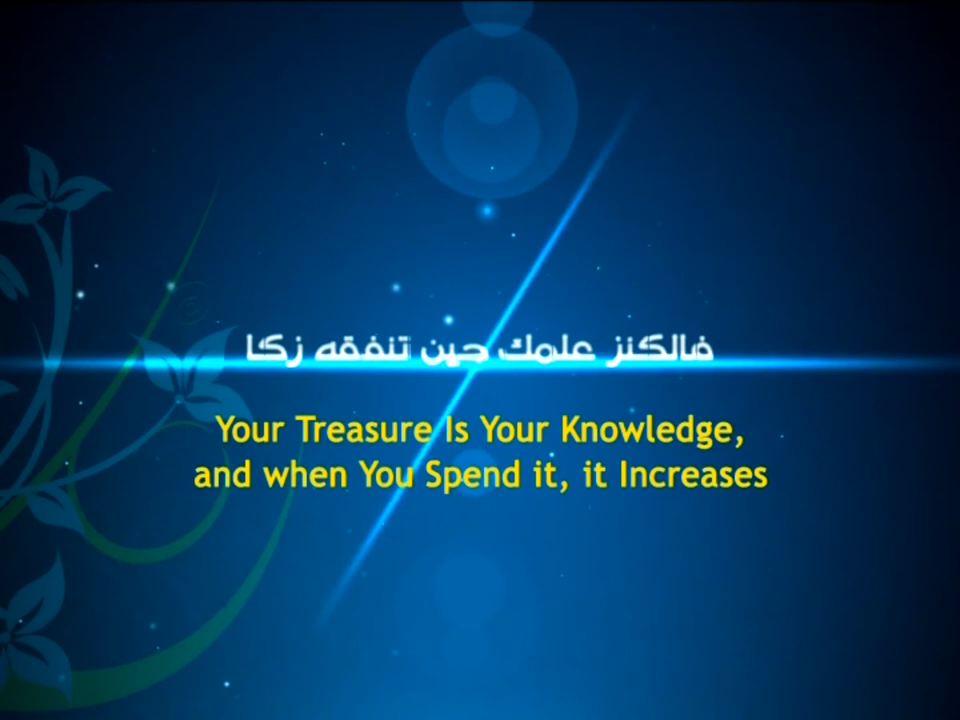 فالكنز علمك حين تنفقه زكا
Your Treasure Is Your Knowledge,
and when You Spend it, it Increases